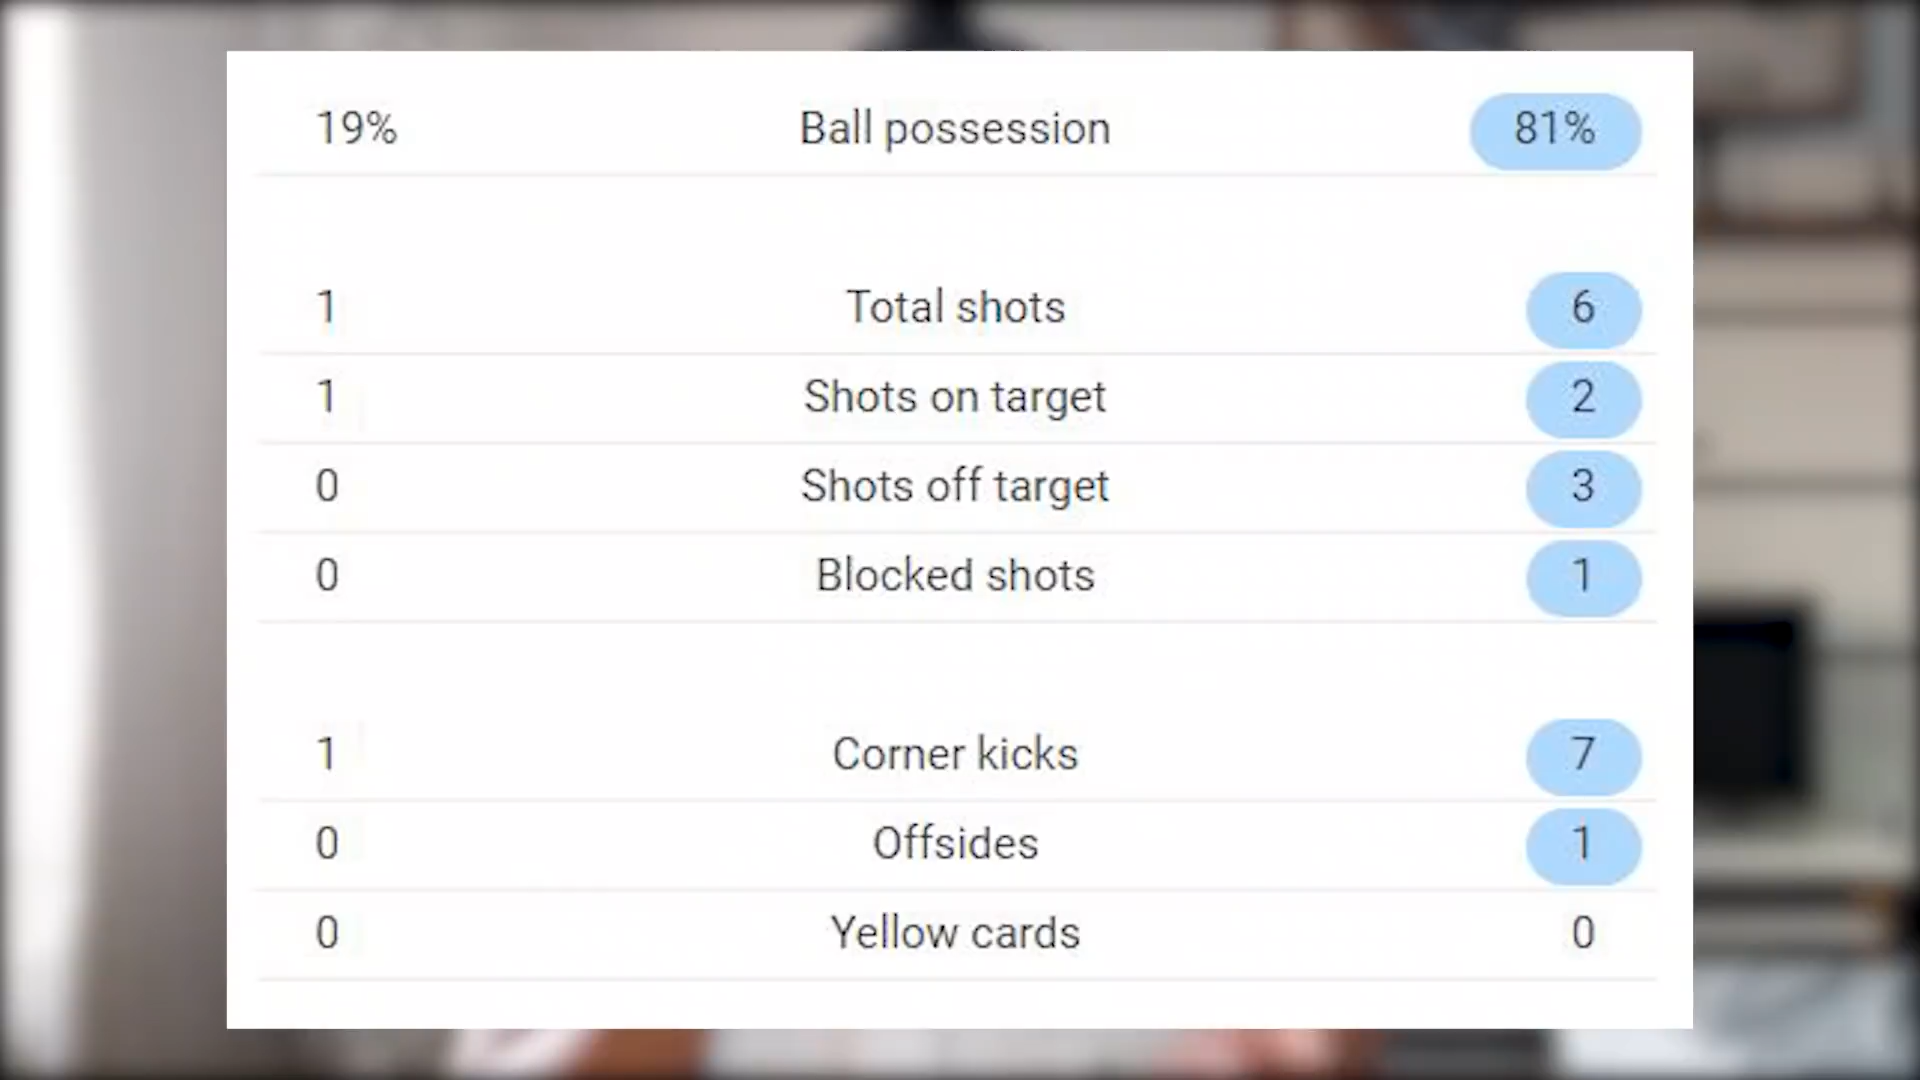 19% Ball possession 81%
1 Total shots 6
1 Shots on target 2
0 Shots off target 3
0 Blocked shots 1
1 Corner kicks 7
0 Offsides 1
0 Yellow cards 0